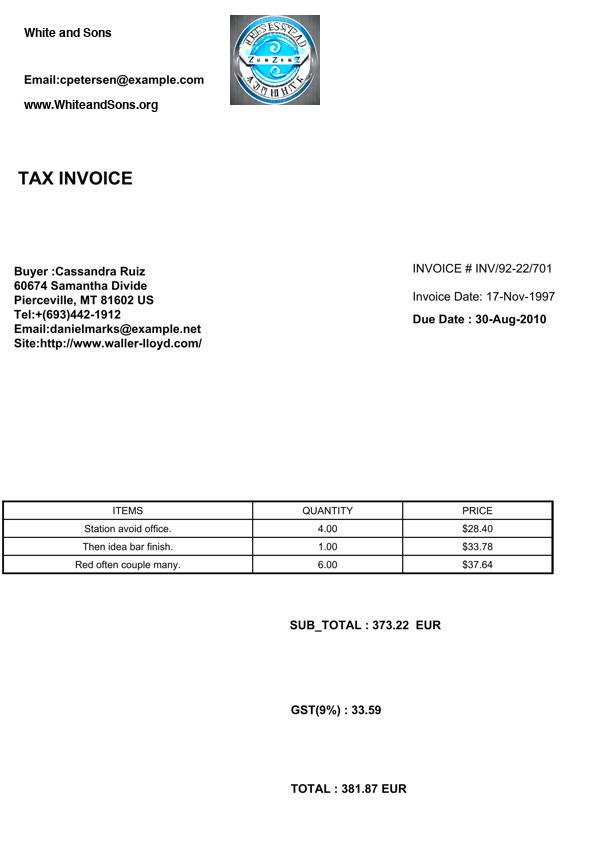 White and Sons
Email:cpetersen@example.com
www.WhiteandSons.org
TAX INVOICE
Buyer :Cassandra Ruiz
60674 Samantha Divide
Pierceville, MT 81602 US
Tel:+(693)442-1912
Email:danielmarks@example.net
Site:http://www.waller-lloyd.com/
INVOICE # INV/92-22/701
Invoice Date: 17-Nov-1997
Due Date : 30-Aug-2010
ITEMS QUANTITY PRICE
Station avoid office. 4.00 $28.40
Then idea bar finish. 1.00 $33.78
Red often couple many. 6.00 $37.64
SUB_TOTAL : 373.22 EUR
GST(9%) : 33.59
TOTAL : 381.87 EUR